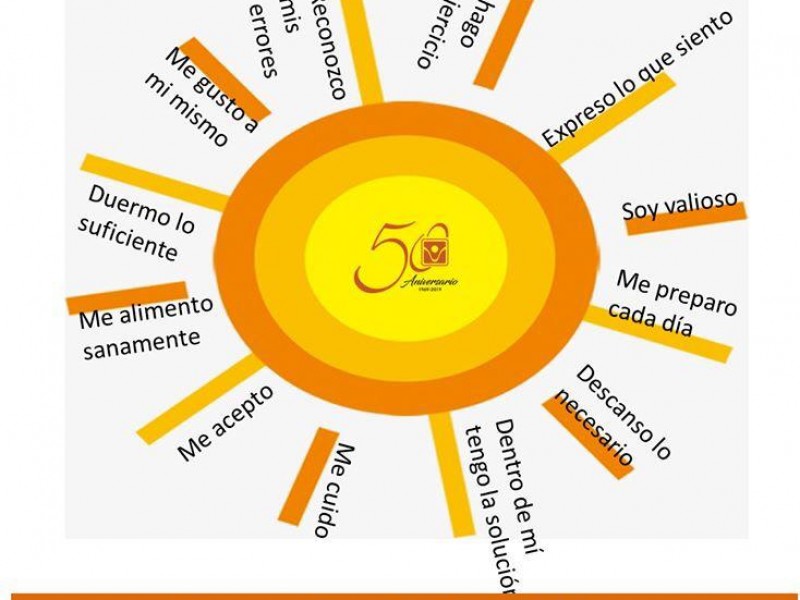 Reconozco
mis
errores
hago
ejercicio
Expreso lo que siento
Soy valioso
Me preparo
cada día
Descanso lo
necesario
Dentro de mí
tengo la solución
Me cuido
Me acepto
Me alimento
sanamente
Duermo lo
suficiente
Me gusto a
mi mismo
50
Aniversario
1969-2019